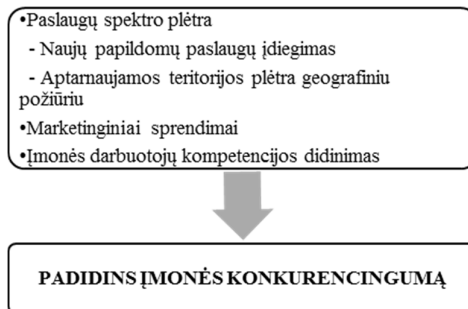 •Paslaugų spektro plėtra
- Naujų papildomų paslaugų įdiegimas
- Aptarnaujamos teritorijos plėtra geografiniu
požiūriu
•Marketinginiai sprendimai
•Įmonės darbuotojų kompetencijos didinimas
PADIDINS ĮMONĖS KONKURENCINGUMĄ